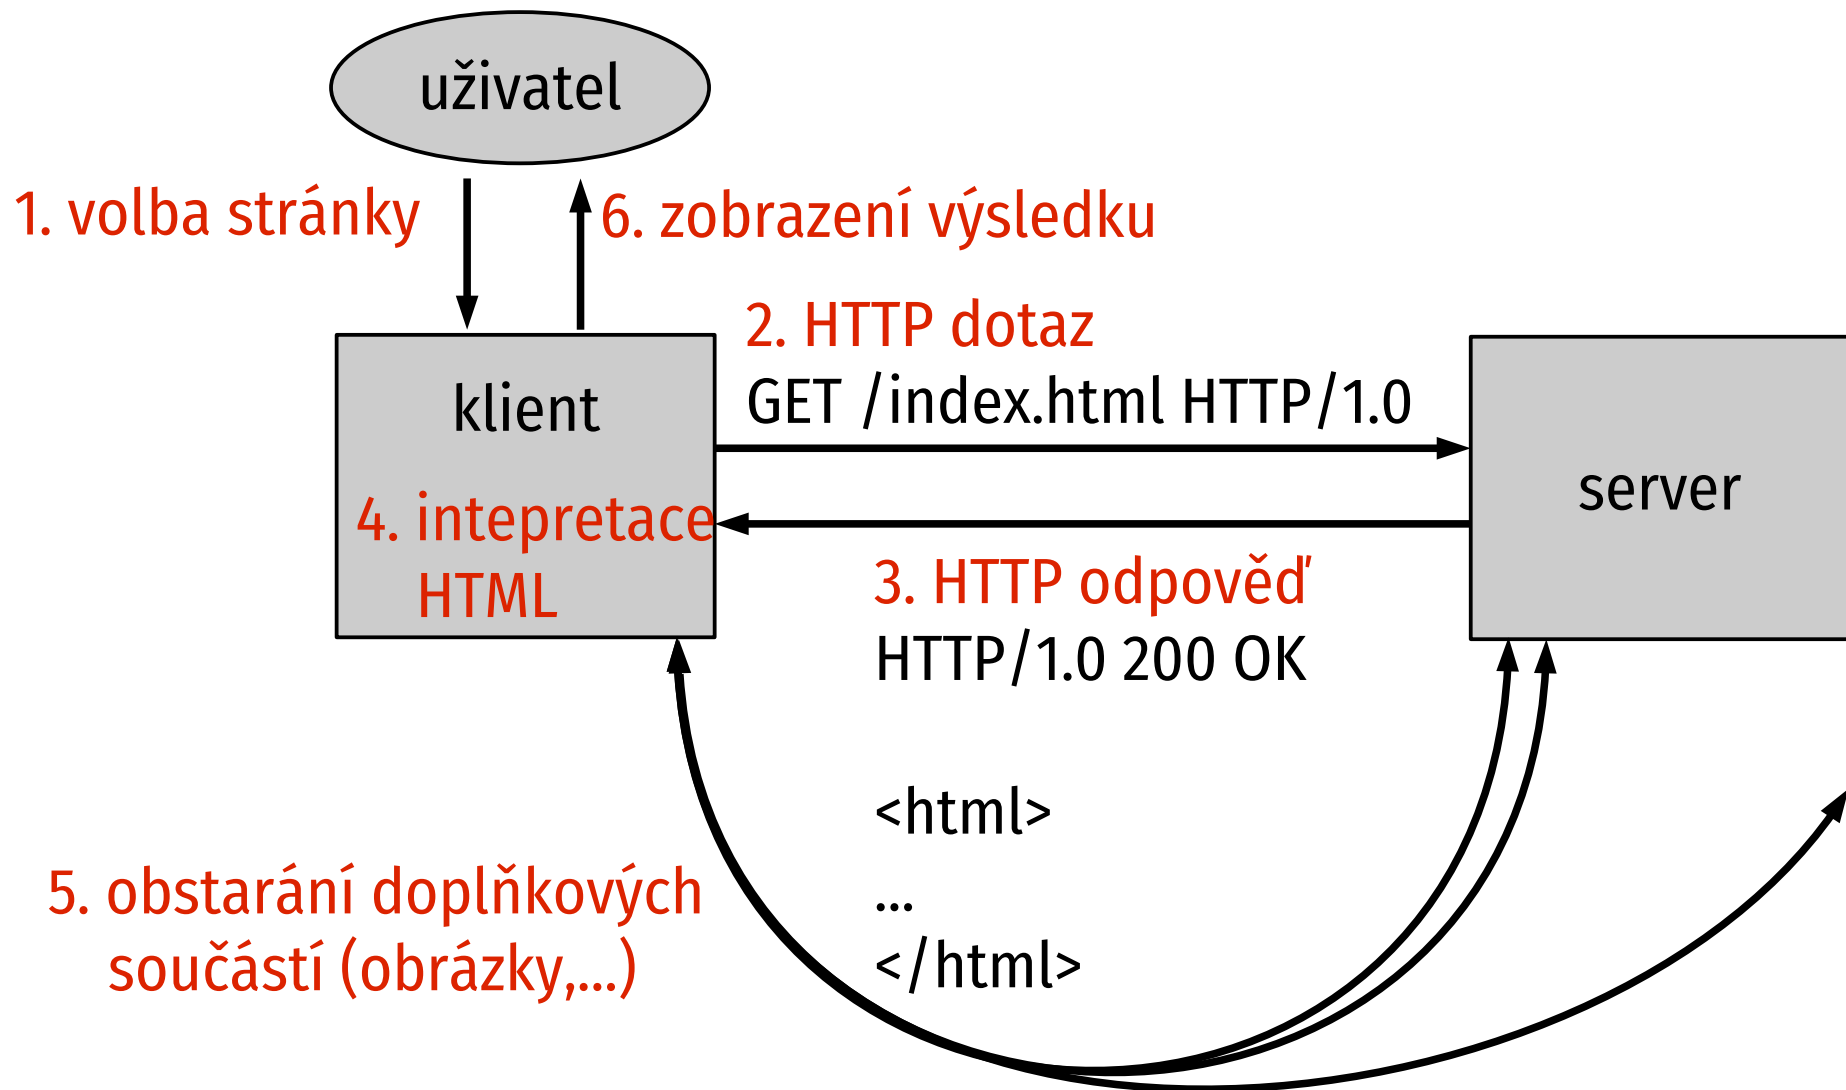 uživatel
1. volba stránky
6. zobrazení výsledku
2. HTTP dotaz
GET /index.html HTTP/1.0
klient
server
4. intepretace
HTML
3. HTTP odpověď
HTTP/1.0 200 OK
<html>
...
</html>
5. obstarání doplňkových
součástí (obrázky,...)